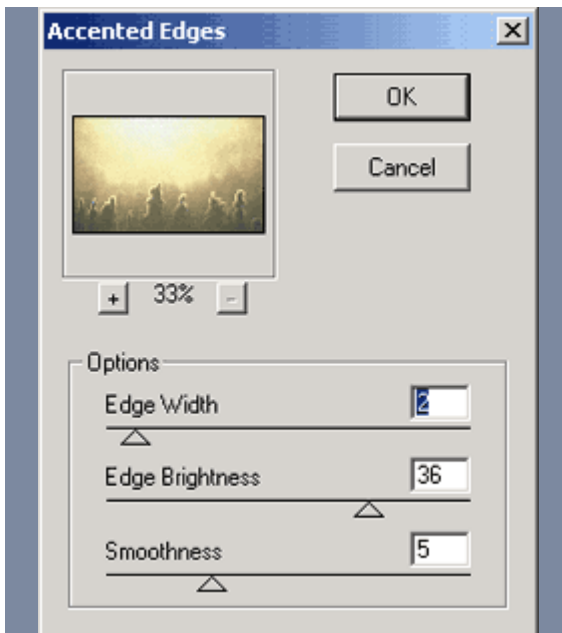 Accented Edges
OK
Cancel
+ 33% -
Options
Edge Width 2
Edge Brightness 36
Smoothness 5